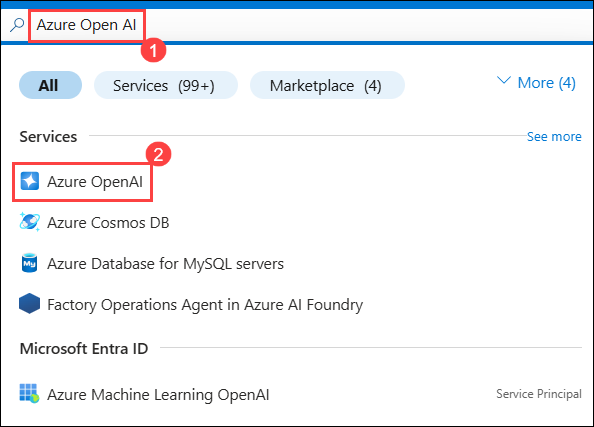 Azure Open AI
1
All
Services (99+)
Marketplace (4)
More (4)
Services
See more
2
Azure OpenAI
Azure Cosmos DB
My
Azure Database for MySQL servers
Factory Operations Agent in Azure AI Foundry
Microsoft Entra ID
Azure Machine Learning OpenAI
Service Principal